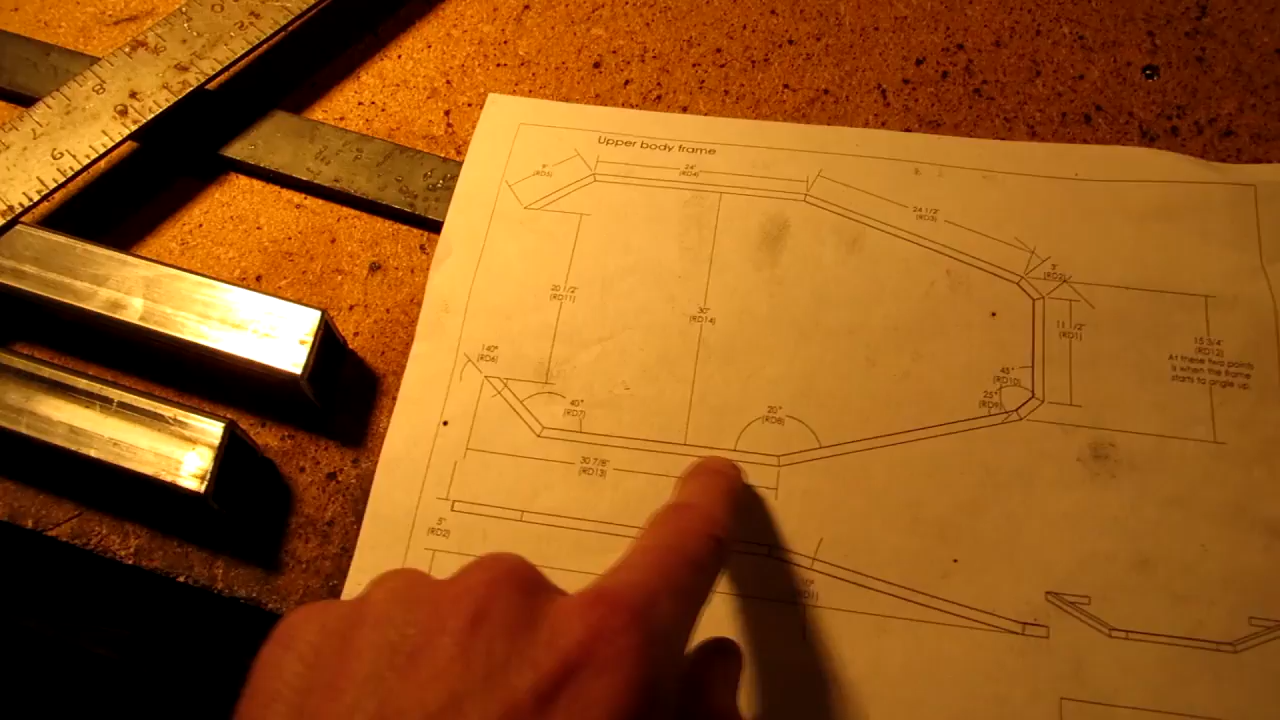 Upper body frame
9"
(RD5)
24"
(RD4)
24 1/2"
(RD3)
3"
(RD2)
20 1/2"
(RD11)
30"
(RD14)
11 1/2"
(RD1)
15 3/4"
(RD12)
At these two points
is when the frame
starts to angle up.
140°
(RD6)
40°
(RD7)
20°
(RD8)
45°
(RD10)
25°
(RD9)
30 7/8"
(RD13)
5"
(RD2)